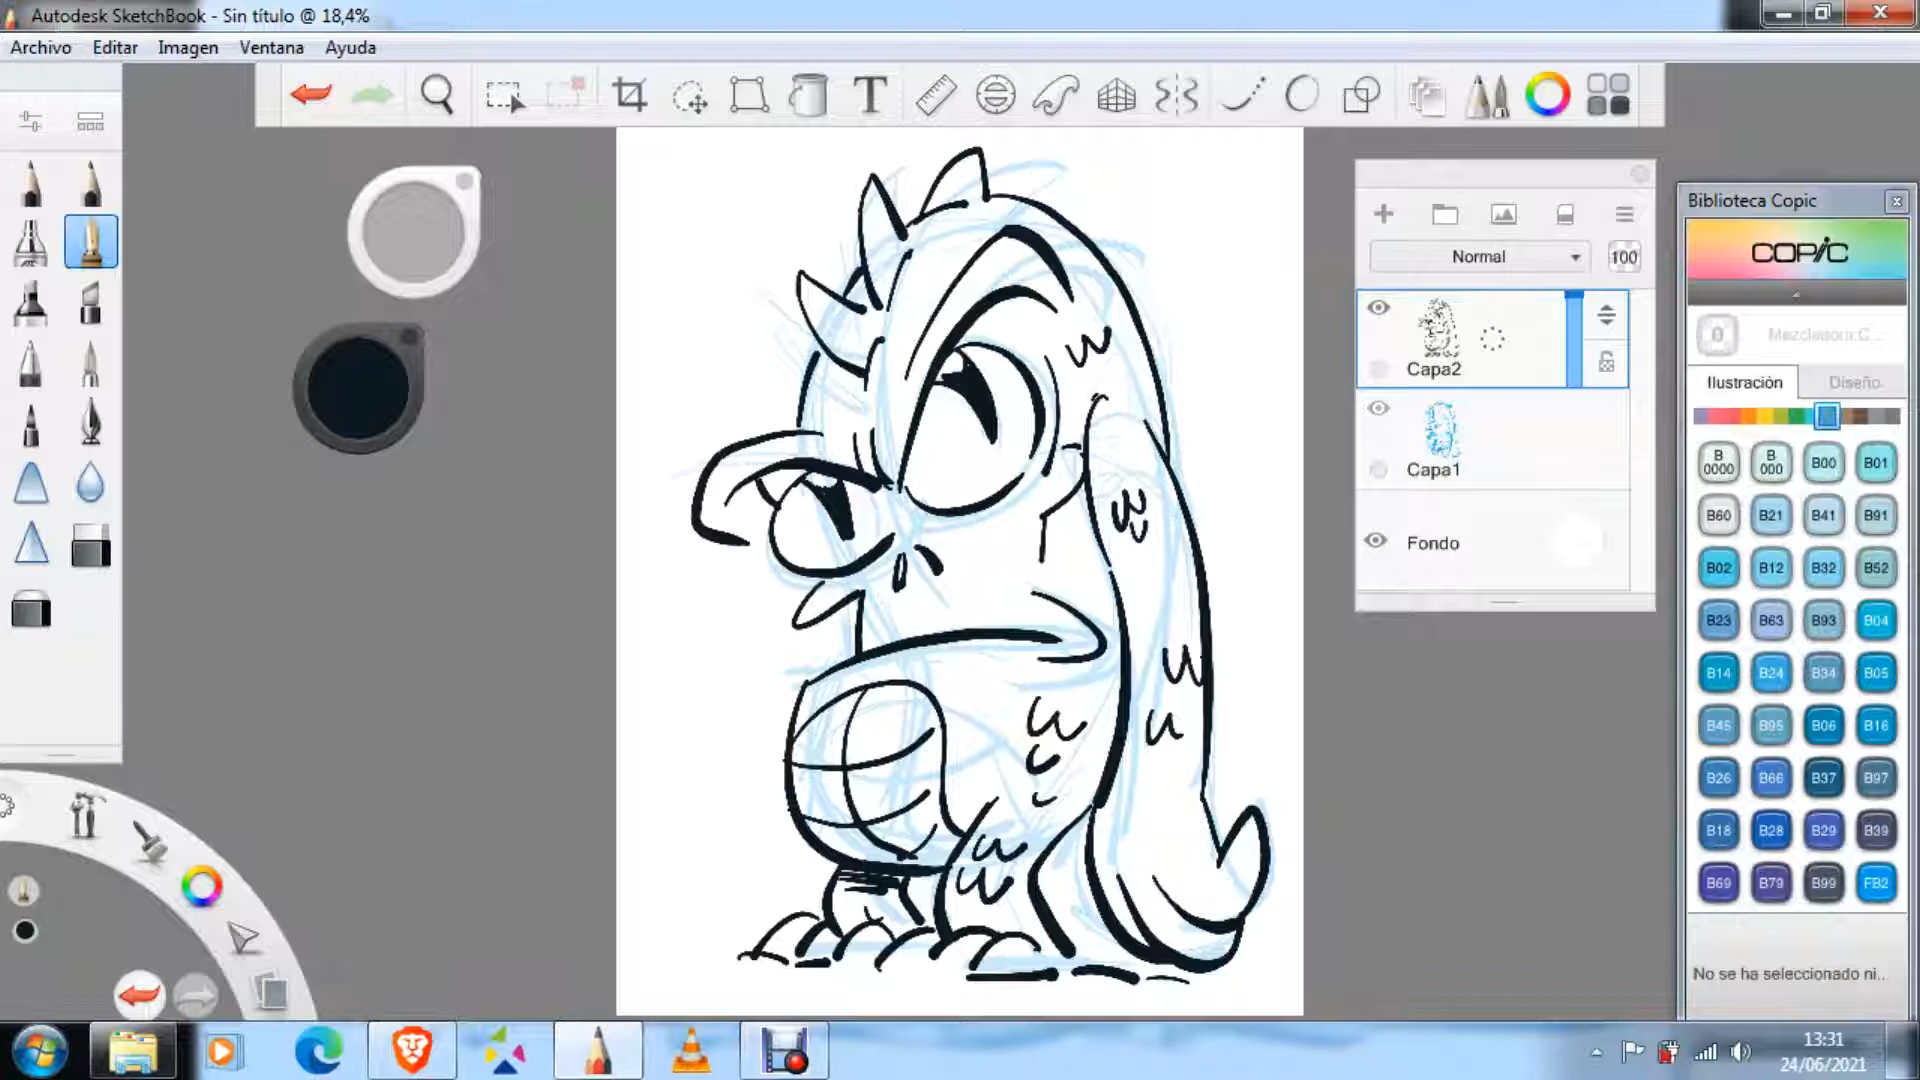 Autodesk SketchBook - Sin título @ 18,4%
Archivo Editar Imagen Ventana Ayuda
T
Normal 100
Capa2
Capa1
Fondo
Biblioteca Copic
COPIC
0 Mezcladora C...
Ilustración Diseño
B 0000 B 000 B00 B01
B60 B21 B41 B91
B02 B12 B32 B52
B23 B63 B93 B04
B14 B24 B34 B05
B45 B95 B06 B16
B26 B66 B37 B97
B18 B28 B29 B39
B69 B79 B99 FB2
No se ha seleccionado ni...
13:31
24/06/2021